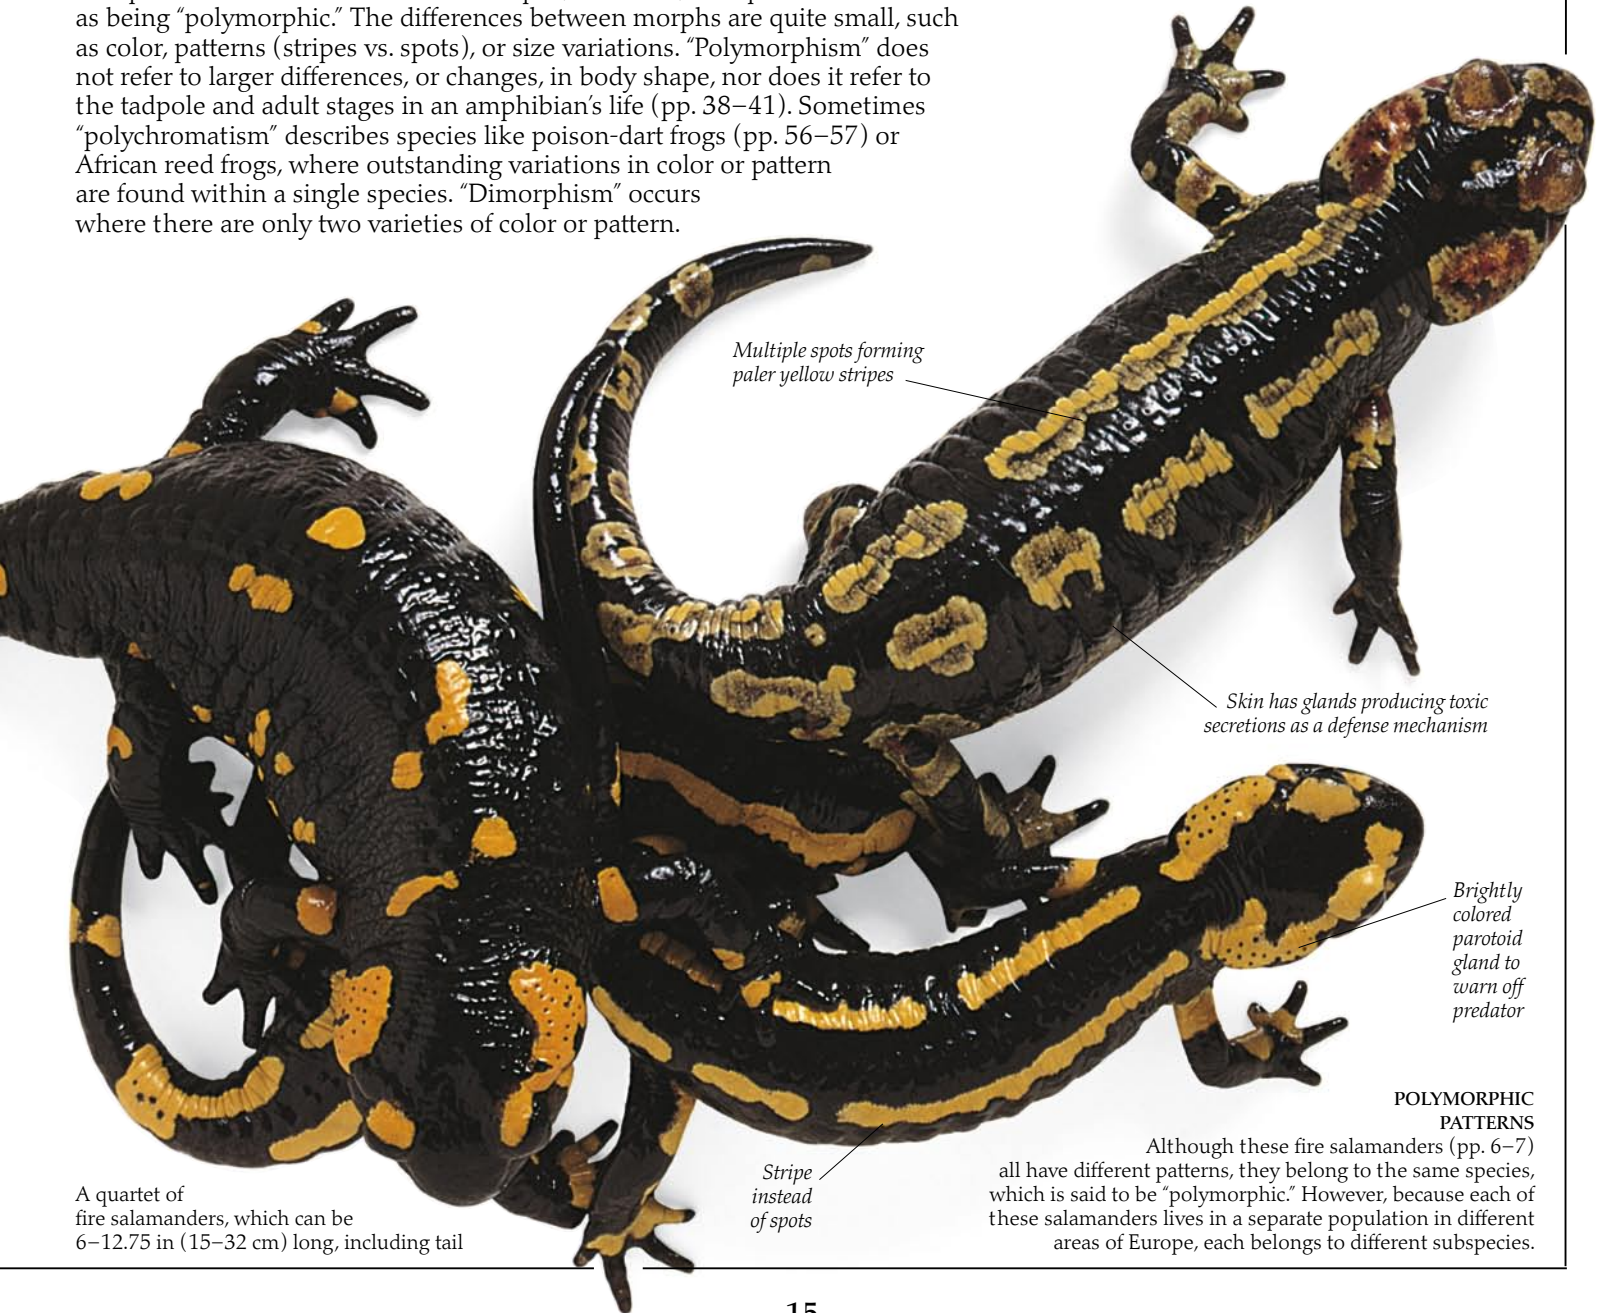 as being “polymorphic.” The differences between morphs are quite small, such
as color, patterns (stripes vs. spots), or size variations. “Polymorphism” does
not refer to larger differences, or changes, in body shape, nor does it refer to
the tadpole and adult stages in an amphibian’s life (pp. 38–41). Sometimes
“polychromatism” describes species like poison-dart frogs (pp. 56–57) or
African reed frogs, where outstanding variations in color or pattern
are found within a single species. “Dimorphism” occurs
where there are only two varieties of color or pattern.
Multiple spots forming
paler yellow stripes
Skin has glands producing toxic
secretions as a defense mechanism
Brightly
colored
parotoid
gland to
warn off
predator
Stripe
instead
of spots
A quartet of
fire salamanders, which can be
6–12.75 in (15–32 cm) long, including tail
POLYMORPHIC
PATTERNS
Although these fire salamanders (pp. 6–7)
all have different patterns, they belong to the same species,
which is said to be “polymorphic.” However, because each of
these salamanders lives in a separate population in different
areas of Europe, each belongs to different subspecies.
15